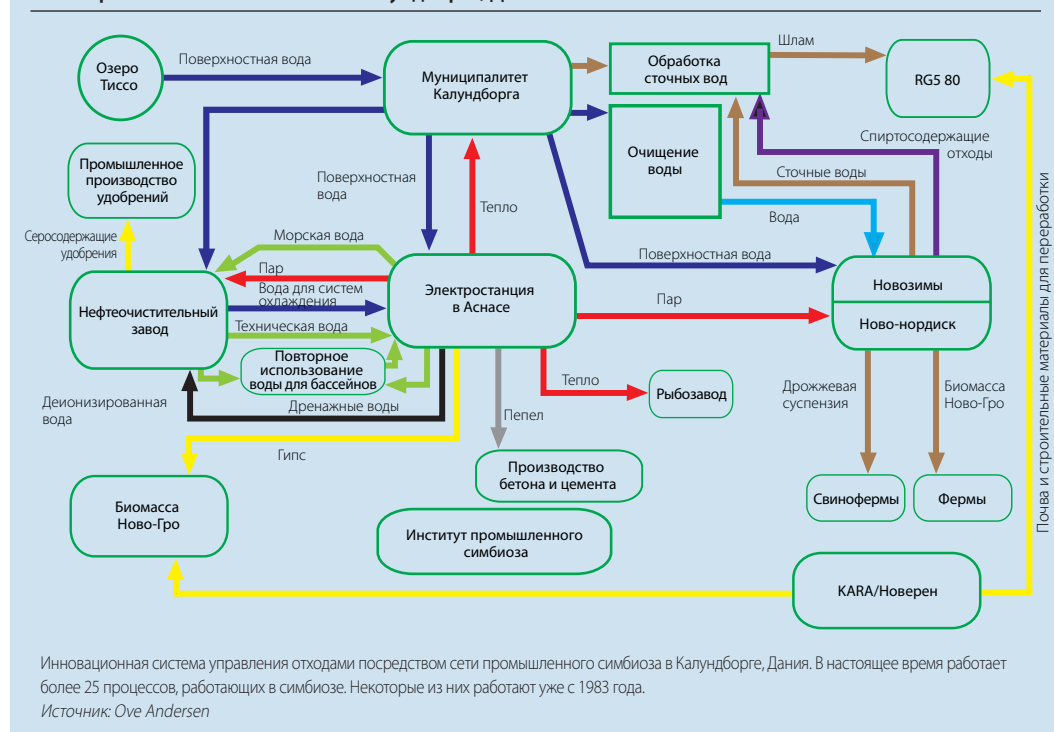 Озеро
Тиссо
Поверхностная вода
Муниципалитет
Калундборга
Обработка
сточных вод
Шлам
RG5 80
Промышленное
производство
удобрений
Поверхностная
вода
Тепло
Очищение
воды
Спиртосодержащие
отходы
Сточные воды
Вода
Серосодержащие
удобрения
Морская вода
Пар
Вода для систем
охлаждения
Техническая вода
Нефтеочистительный
завод
Электростанция
в Аснасе
Поверхностная вода
Пар
Новозимы
Ново-нордиск
Повторное
использование
воды для бассейнов
Деионизированная
вода
Дренажные воды
Гипс
Пепел
Тепло
Рыбозавод
Дрожжевая
суспензия
Биомасса
Ново-Гро
Почва и строительные материалы для переработки
Производство
бетона и цемента
Свинофермы
Фермы
Биомасса
Ново-Гро
Институт промышленного
симбиоза
KARA/Новерен
Инновационная система управления отходами посредством сети промышленного симбиоза в Калундборге, Дания. В настоящее время работает
более 25 процессов, работающих в симбиозе. Некоторые из них работают уже с 1983 года.
Источник: Ove Andersen